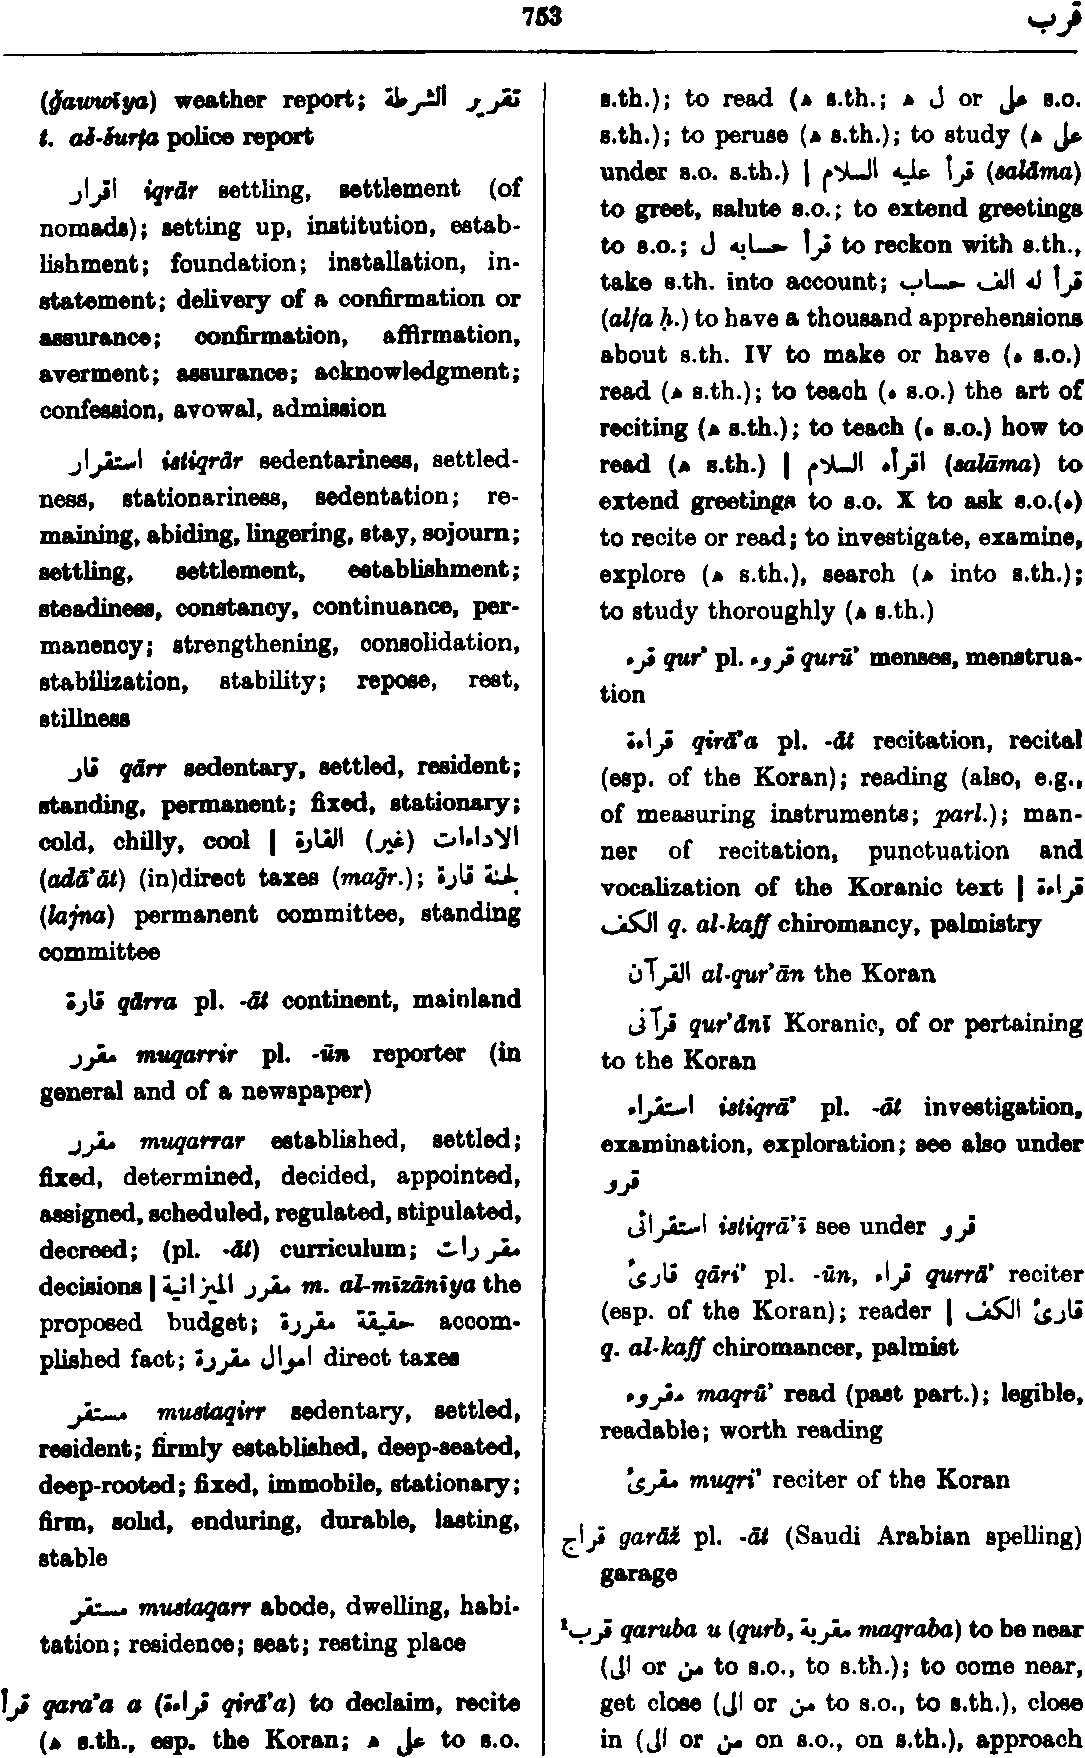 753
قرب
(ǧawwīya) weather report; تقرير الشرطة
t. aš-šurṭa police report
اقرار iqrār settling, settlement (of
nomads); setting up, institution, estab-
lishment; foundation; installation, in-
statement; delivery of a confirmation or
assurance; confirmation, affirmation,
averment; assurance; acknowledgment;
confession, avowal, admission
استقرار istiqrār sedentariness, settled-
ness, stationariness, sedentation; re-
maining, abiding, lingering, stay, sojourn;
settling, settlement, establishment;
steadiness, constancy, continuance, per-
manency; strengthening, consolidation,
stabilization, stability; repose, rest,
stillness
قار qārr sedentary, settled, resident;
standing, permanent; fixed, stationary;
cold, chilly, cool | الاداءات (غير) القارة
(adā'āt) (in)direct taxes (maǧr.); لجنة قارة
(lajna) permanent committee, standing
committee
قارة qārra pl. -āt continent, mainland
مقرر muqarrir pl. -ūn reporter (in
general and of a newspaper)
مقرر muqarrar established, settled;
fixed, determined, decided, appointed,
assigned, scheduled, regulated, stipulated,
decreed; (pl. -āt) curriculum; مقررات
decisions | مقرر الميزانية m. al-mīzānīya the
proposed budget; حقيقة مقررة accom-
plished fact; اموال مقررة direct taxes
مستقر mustaqirr sedentary, settled,
resident; firmly established, deep-seated,
deep-rooted; fixed, immobile, stationary;
firm, solid, enduring, durable, lasting,
stable
مستقر mustaqarr abode, dwelling, habi-
tation; residence; seat; resting place
قرأ qara'a a (قراءة qirā'a) to declaim, recite
(ه s.th., esp. the Koran; ه على to s.o.
s.th.); to read (ه s.th.; ه ل or على s.o.
s.th.); to peruse (ه s.th.); to study (ه على
under s.o. s.th.) | قرأ عليه السلام (salāma)
to greet, salute s.o.; to extend greetings
to s.o.; قرأ حسابه ل to reckon with s.th.,
take s.th. into account; قرأ له الف حساب
(alfa ḥ.) to have a thousand apprehensions
about s.th. IV to make or have (ه s.o.)
read (ه s.th.); to teach (ه s.o.) the art of
reciting (ه s.th.); to teach (ه s.o.) how to
read (ه s.th.) | اقرأه السلام (salāma) to
extend greetings to s.o. X to ask s.o.(ه)
to recite or read; to investigate, examine,
explore (ه s.th.), search (ه into s.th.);
to study thoroughly (ه s.th.)
قرء qur' pl. قروء qurū' menses, menstrua-
tion
قراءة qirā'a pl. -āt recitation, recital
(esp. of the Koran); reading (also, e.g.,
of measuring instruments; parl.); man-
ner of recitation, punctuation and
vocalization of the Koranic text | قراءة
الكف q. al-kaff chiromancy, palmistry
القرآن al-qur'ān the Koran
قرآنى qur'ānī Koranic, of or pertaining
to the Koran
استقراء istiqrā' pl. -āt investigation,
examination, exploration; see also under
قرو
استقرائى istiqrā'ī see under قرو
قارئ qāri' pl. -ūn, قراء qurrā' reciter
(esp. of the Koran); reader | قارئ الكف
q. al-kaff chiromancer, palmist
مقروء maqrū' read (past part.); legible,
readable; worth reading
مقرئ muqri' reciter of the Koran
قراج garāž pl. -āt (Saudi Arabian spelling)
garage
قرب¹ qaruba u (qurb, مقربة maqraba) to be near
(من or الى to s.o., to s.th.); to come near,
get close (من or الى to s.o., to s.th.), close
in (من or الى on s.o., on s.th.), approach